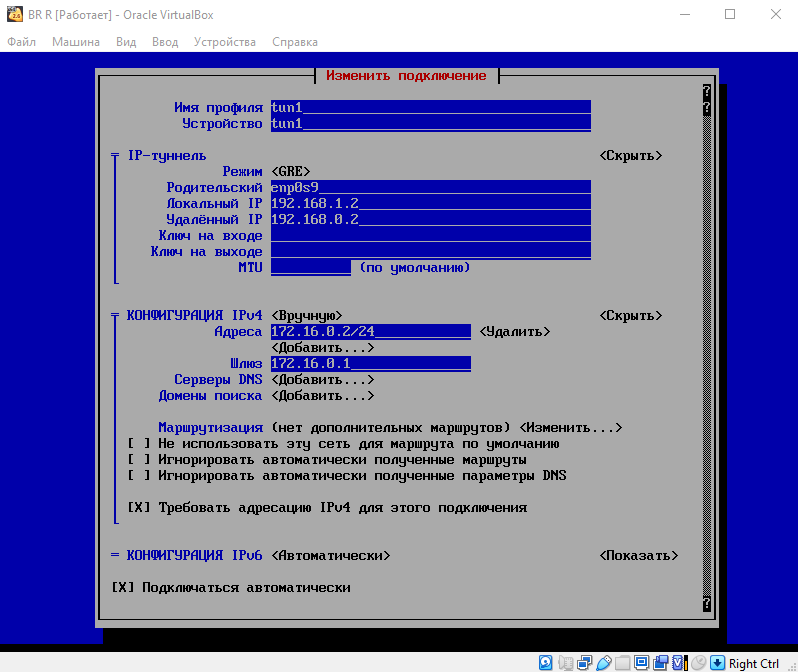 BR R [Работает] - Oracle VirtualBox
Файл Машина Вид Ввод Устройства Справка
Изменить подключение
?
Имя профиля tun1 ?
Устройство tun1
= IP-туннель <Скрыть>
Режим <GRE>
Родительский enp0s9
Локальный IP 192.168.1.2
Удалённый IP 192.168.0.2
Ключ на входе
Ключ на выходе
MTU (по умолчанию)
= КОНФИГУРАЦИЯ IPv4 <Вручную> <Скрыть>
Адреса 172.16.0.2/24 <Удалить>
<Добавить...>
Шлюз 172.16.0.1
Серверы DNS <Добавить...>
Домены поиска <Добавить...>
Маршрутизация (нет дополнительных маршрутов) <Изменить...>
[ ] Не использовать эту сеть для маршрута по умолчанию
[ ] Игнорировать автоматически полученные маршруты
[ ] Игнорировать автоматически полученные параметры DNS
[X] Требовать адресацию IPv4 для этого подключения
= КОНФИГУРАЦИЯ IPv6 <Автоматически> <Показать>
[X] Подключаться автоматически
?
Right Ctrl